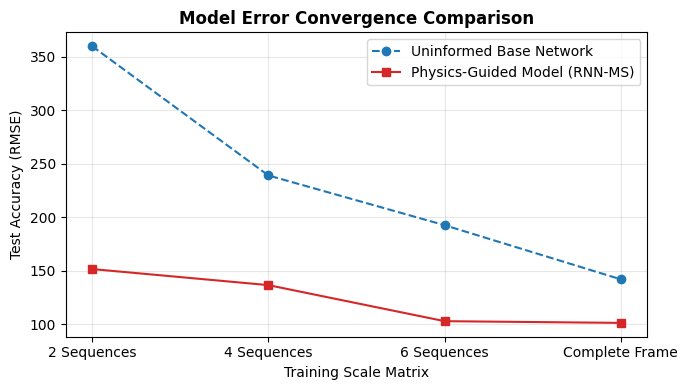 Model Error Convergence Comparison
Uninformed Base Network
Physics-Guided Model (RNN-MS)
Test Accuracy (RMSE)
350
300
250
200
150
100
2 Sequences
4 Sequences
6 Sequences
Complete Frame
Training Scale Matrix